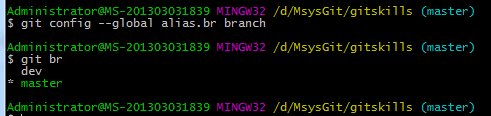 Administrator@MS-201303031839 MINGW32 /d/MsysGit/gitskills (master)
$ git config --global alias.br branch
Administrator@MS-201303031839 MINGW32 /d/MsysGit/gitskills (master)
$ git br
  dev
* master
Administrator@MS-201303031839 MINGW32 /d/MsysGit/gitskills (master)